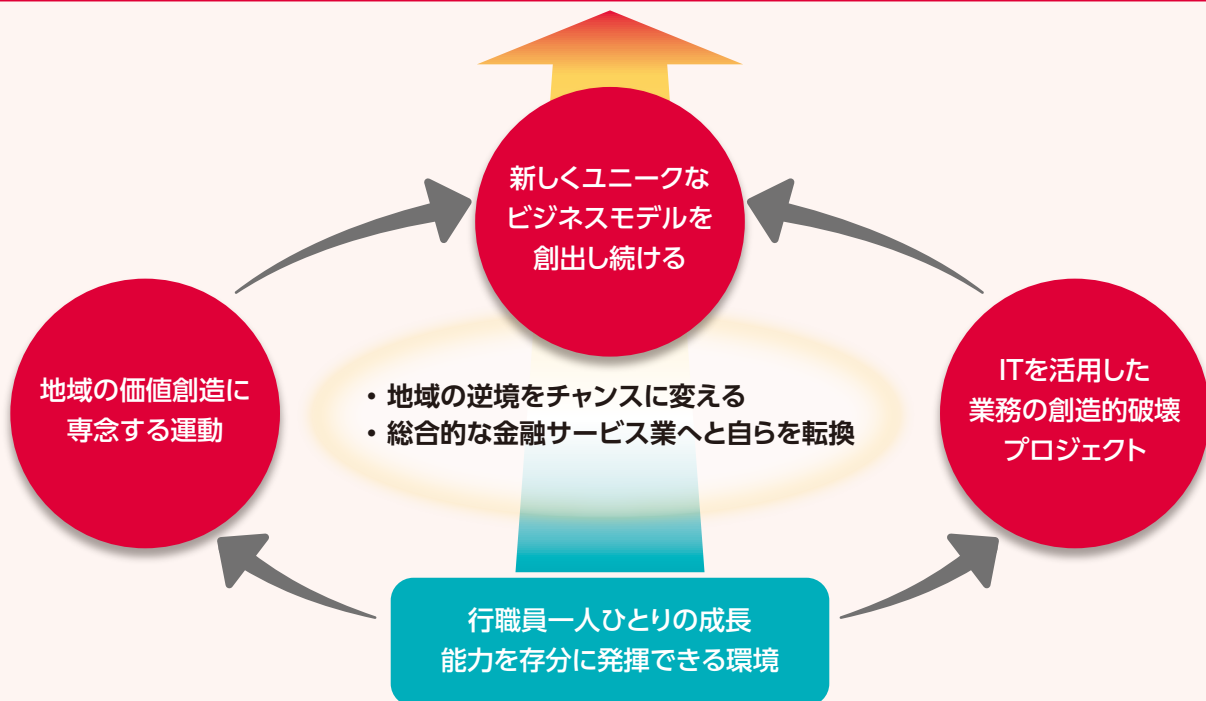 新しくユニークな
ビジネスモデルを
創出し続ける
地域の価値創造に
専念する運動
・地域の逆境をチャンスに変える
・総合的な金融サービス業へと自らを転換
ITを活用した
業務の創造的破壊
プロジェクト
行職員一人ひとりの成長
能力を存分に発揮できる環境